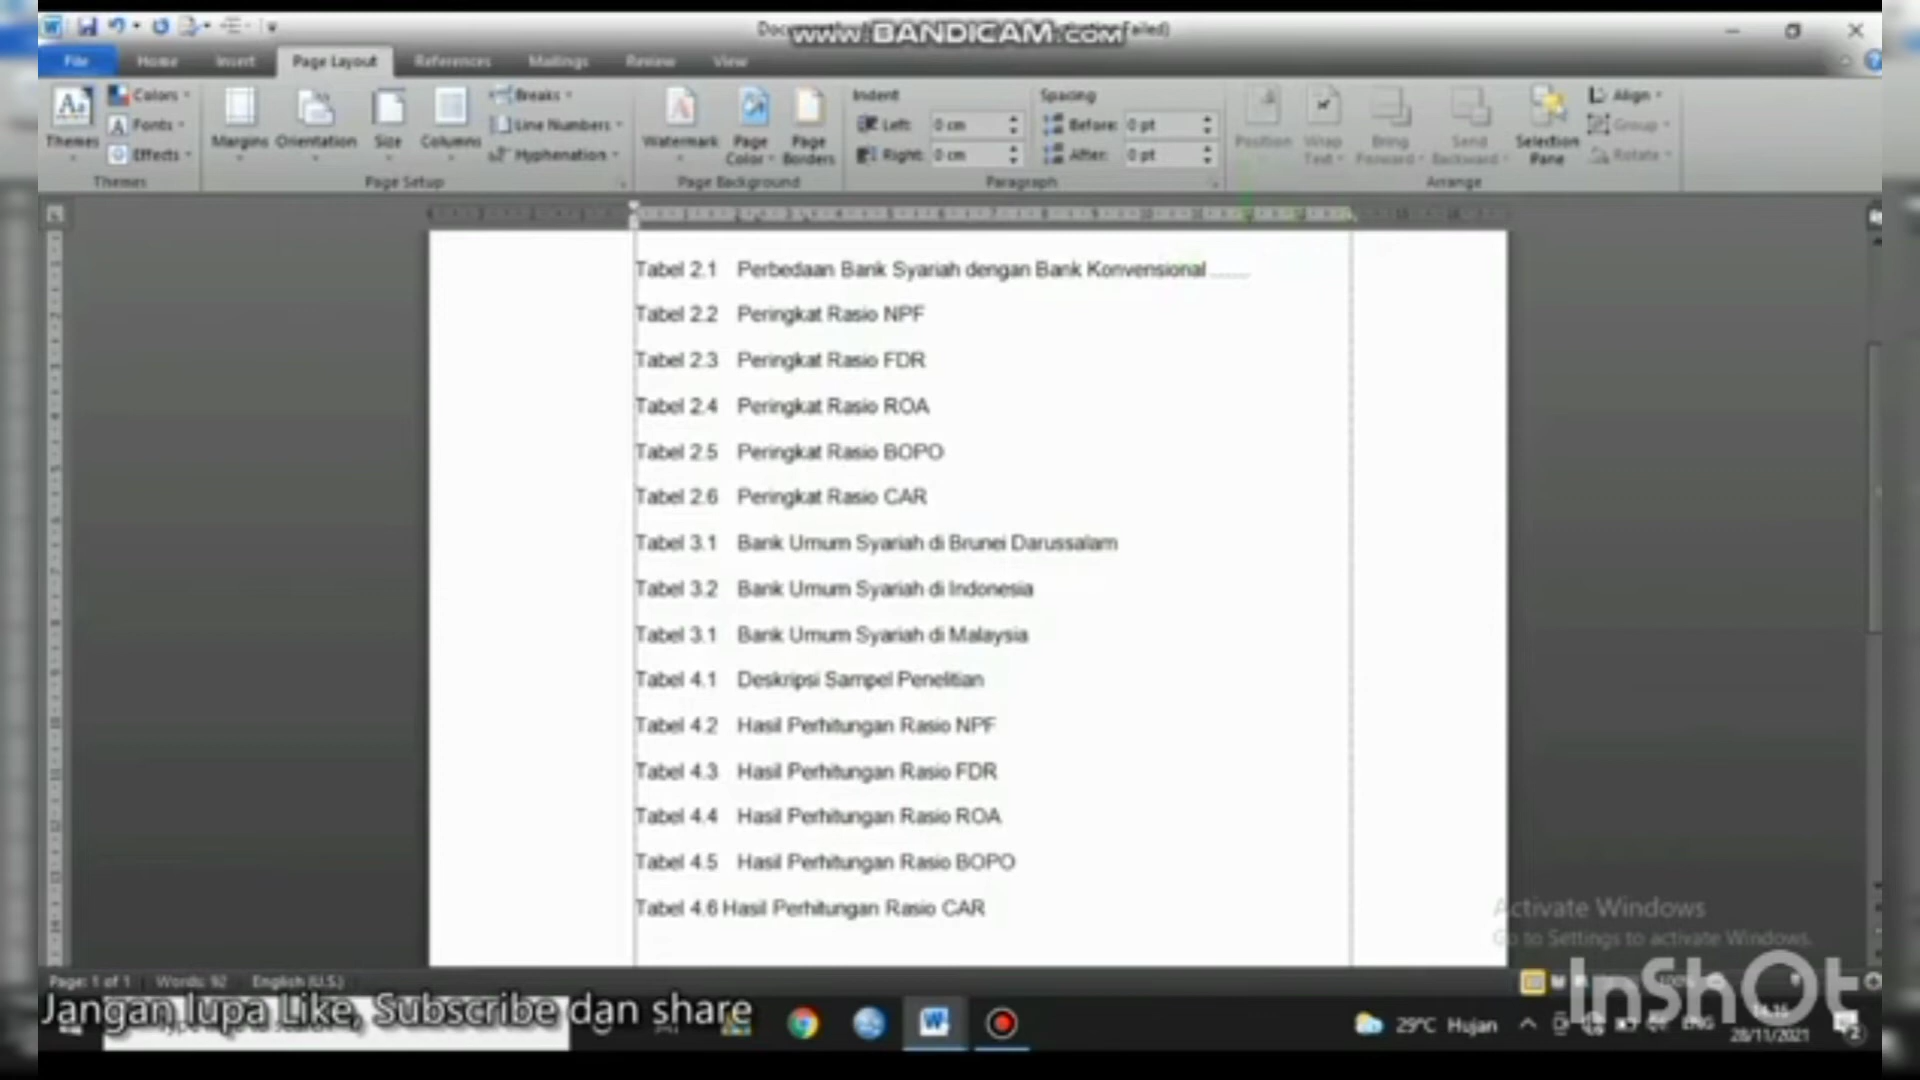 www.BANDICAM.com
File Home Insert Page Layout References Mailings Review View
Themes
Colors
Fonts
Effects
Margins Orientation Size Columns
Breaks
Line Numbers
Hyphenation
Watermark Page Color Page Borders
Indent
Left: 0 cm
Right: 0 cm
Spacing
Before: 0 pt
After: 0 pt
Position Wrap Text Bring Forward Send Backward Selection Pane
Align
Group
Rotate
Themes Page Setup Page Background Paragraph Arrange
Tabel 2.1 Perbedaan Bank Syariah dengan Bank Konvensional ........
Tabel 2.2 Peringkat Rasio NPF
Tabel 2.3 Peringkat Rasio FDR
Tabel 2.4 Peringkat Rasio ROA
Tabel 2.5 Peringkat Rasio BOPO
Tabel 2.6 Peringkat Rasio CAR
Tabel 3.1 Bank Umum Syariah di Brunei Darussalam
Tabel 3.2 Bank Umum Syariah di Indonesia
Tabel 3.1 Bank Umum Syariah di Malaysia
Tabel 4.1 Deskripsi Sampel Penelitian
Tabel 4.2 Hasil Perhitungan Rasio NPF
Tabel 4.3 Hasil Perhitungan Rasio FDR
Tabel 4.4 Hasil Perhitungan Rasio ROA
Tabel 4.5 Hasil Perhitungan Rasio BOPO
Tabel 4.6 Hasil Perhitungan Rasio CAR
Activate Windows
Go to Settings to activate Windows.
Page: 1 of 1 Words: 92 English (U.S.)
InShOt
Jangan lupa Like, Subscribe dan share
29°C Hujan
ENG
14.15
28/11/2021